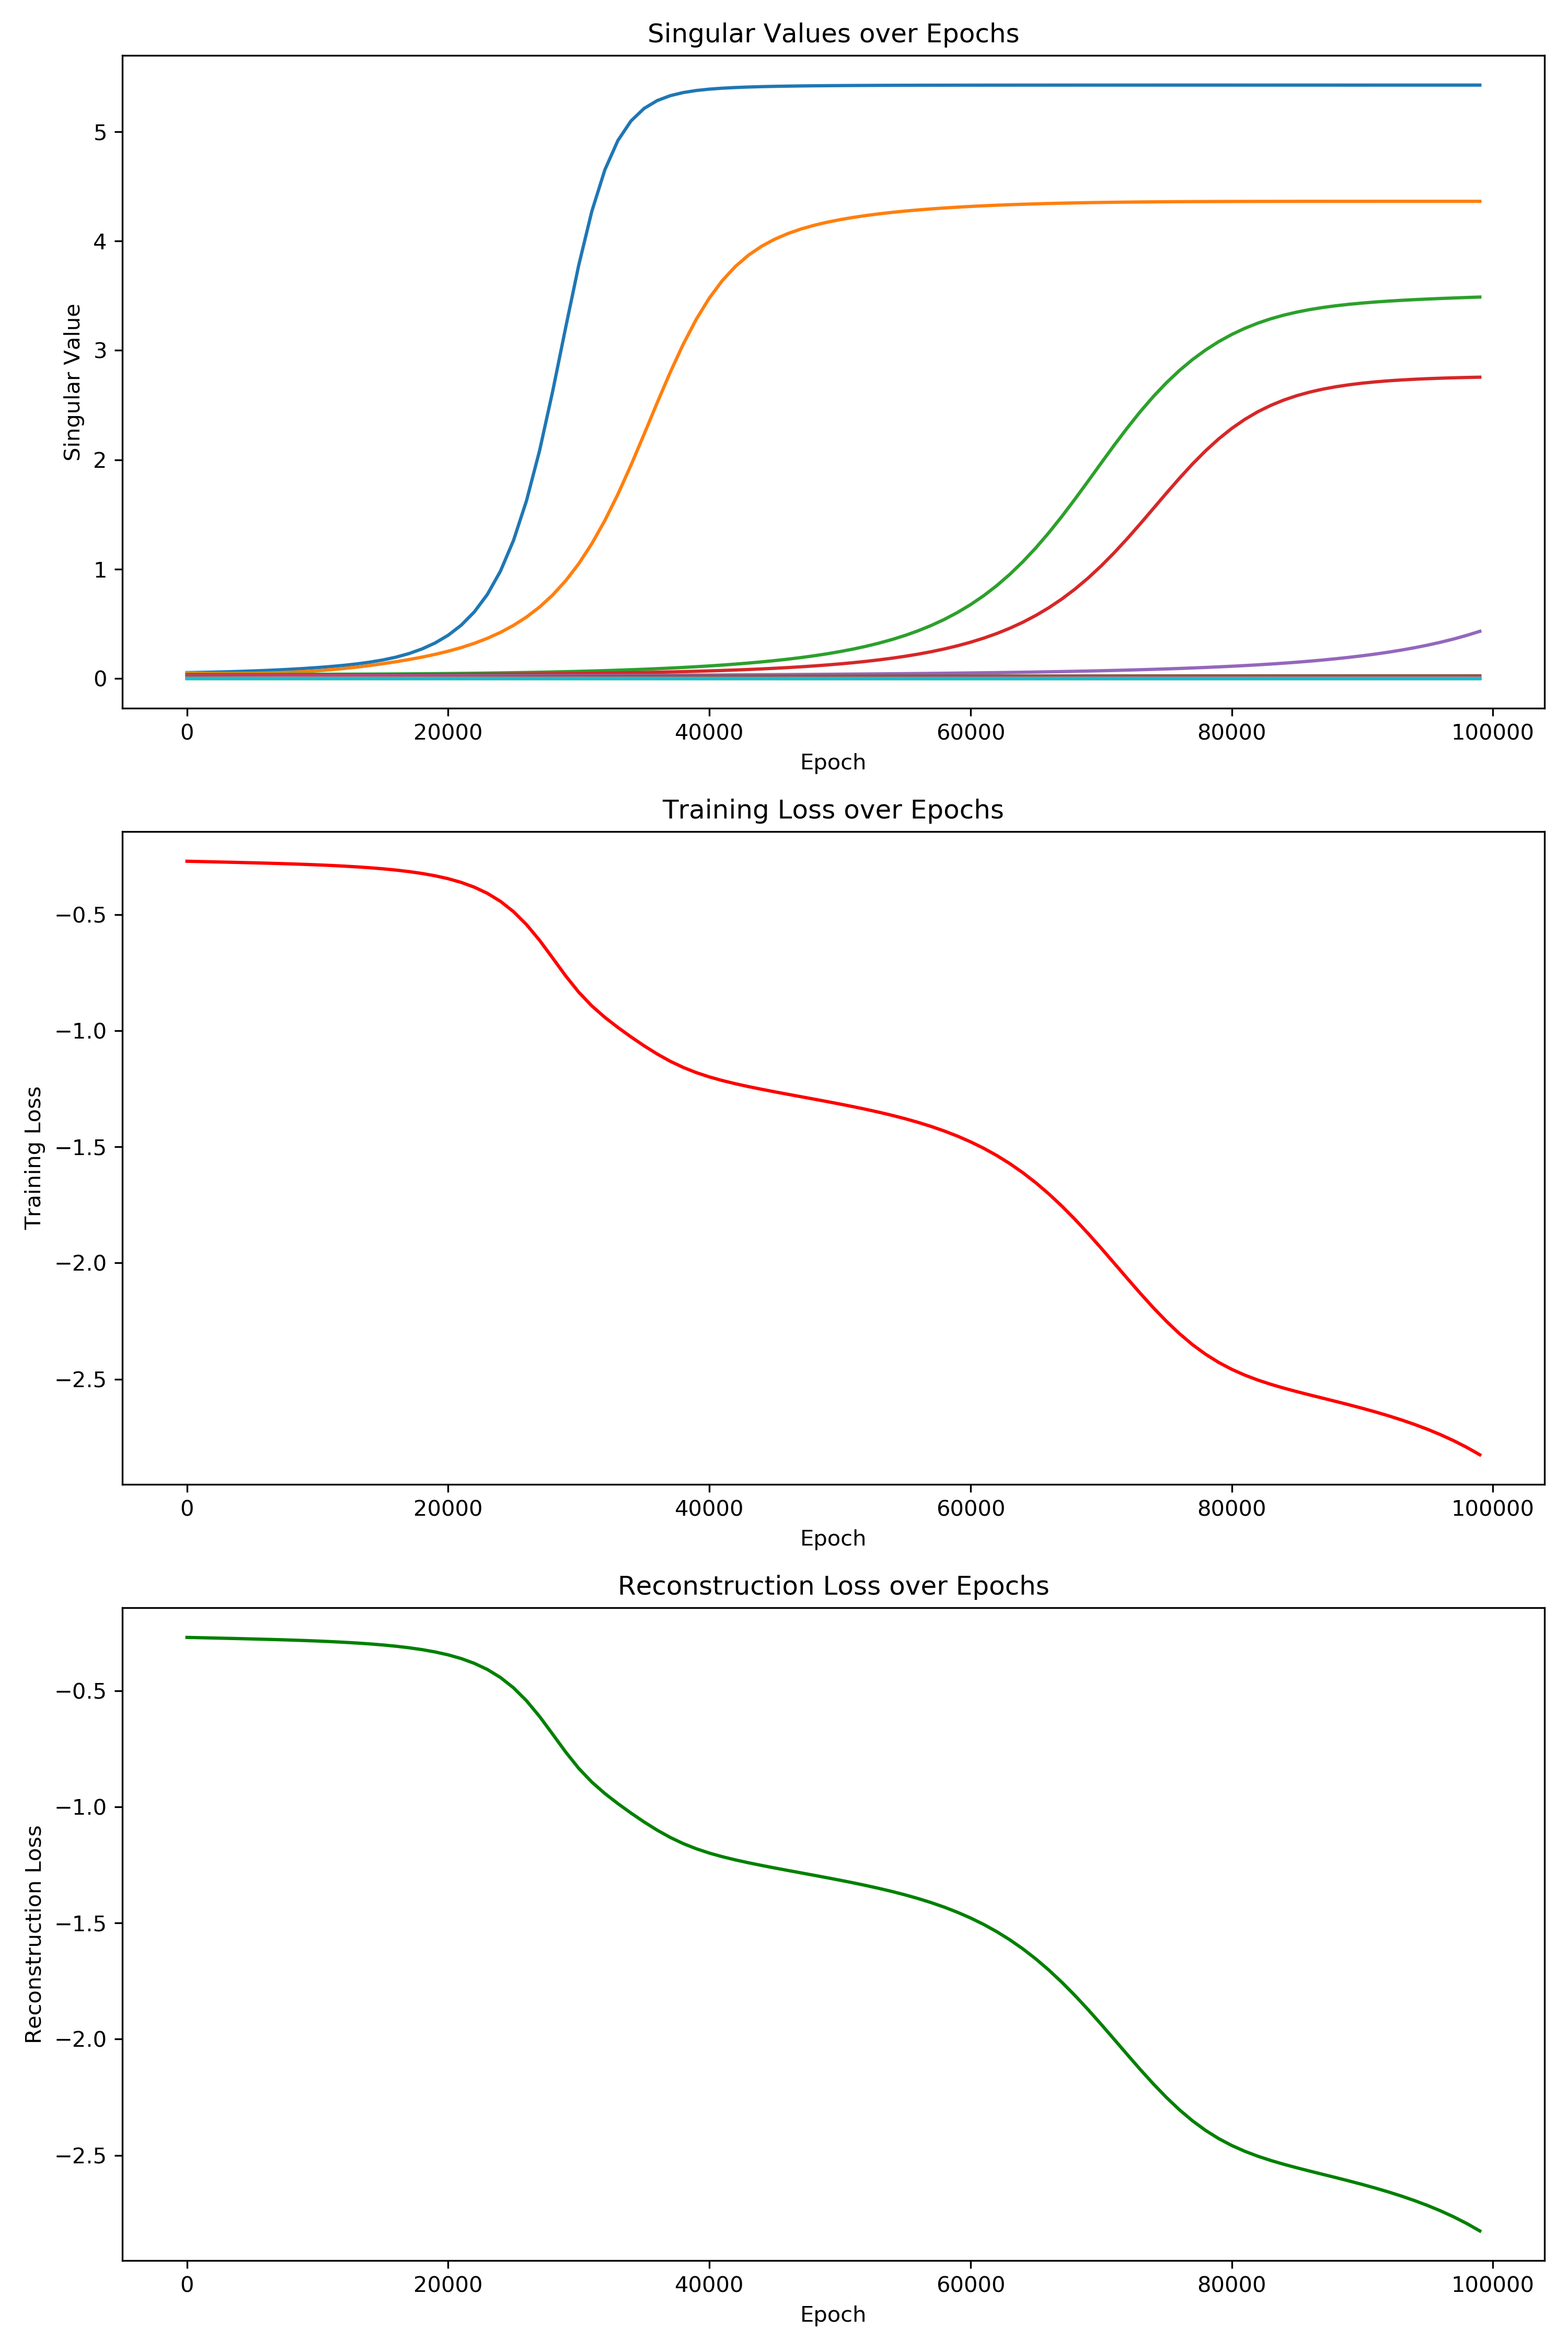 Singular Values over Epochs
Singular Value
5
4
3
2
1
0
0 20000 40000 60000 80000 100000
Epoch
Training Loss over Epochs
Training Loss
−0.5
−1.0
−1.5
−2.0
−2.5
0 20000 40000 60000 80000 100000
Epoch
Reconstruction Loss over Epochs
Reconstruction Loss
−0.5
−1.0
−1.5
−2.0
−2.5
0 20000 40000 60000 80000 100000
Epoch